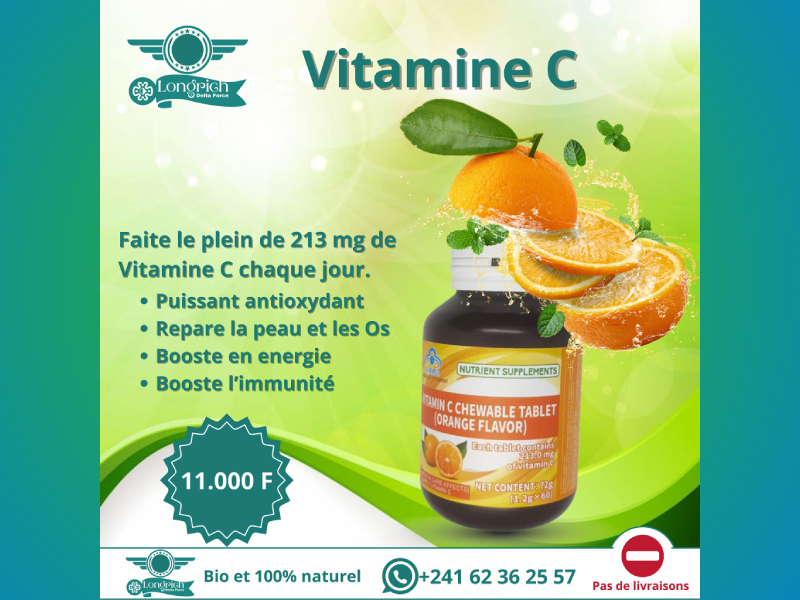 Longrich
Delta Force
Vitamine C
Faite le plein de 213 mg de
Vitamine C chaque jour.
• Puissant antioxydant
• Repare la peau et les Os
• Booste en energie
• Booste l’immunité
NUTRIENT SUPPLEMENTS
VITAMIN C CHEWABLE TABLET
(ORANGE FLAVOR)
Each tablet contains
213.0 mg
of vitamin C
NET CONTENT: 72g
(1.2g × 60)
11.000 F
Longrich
Delta Force
Bio et 100% naturel
+241 62 36 25 57
Pas de livraisons